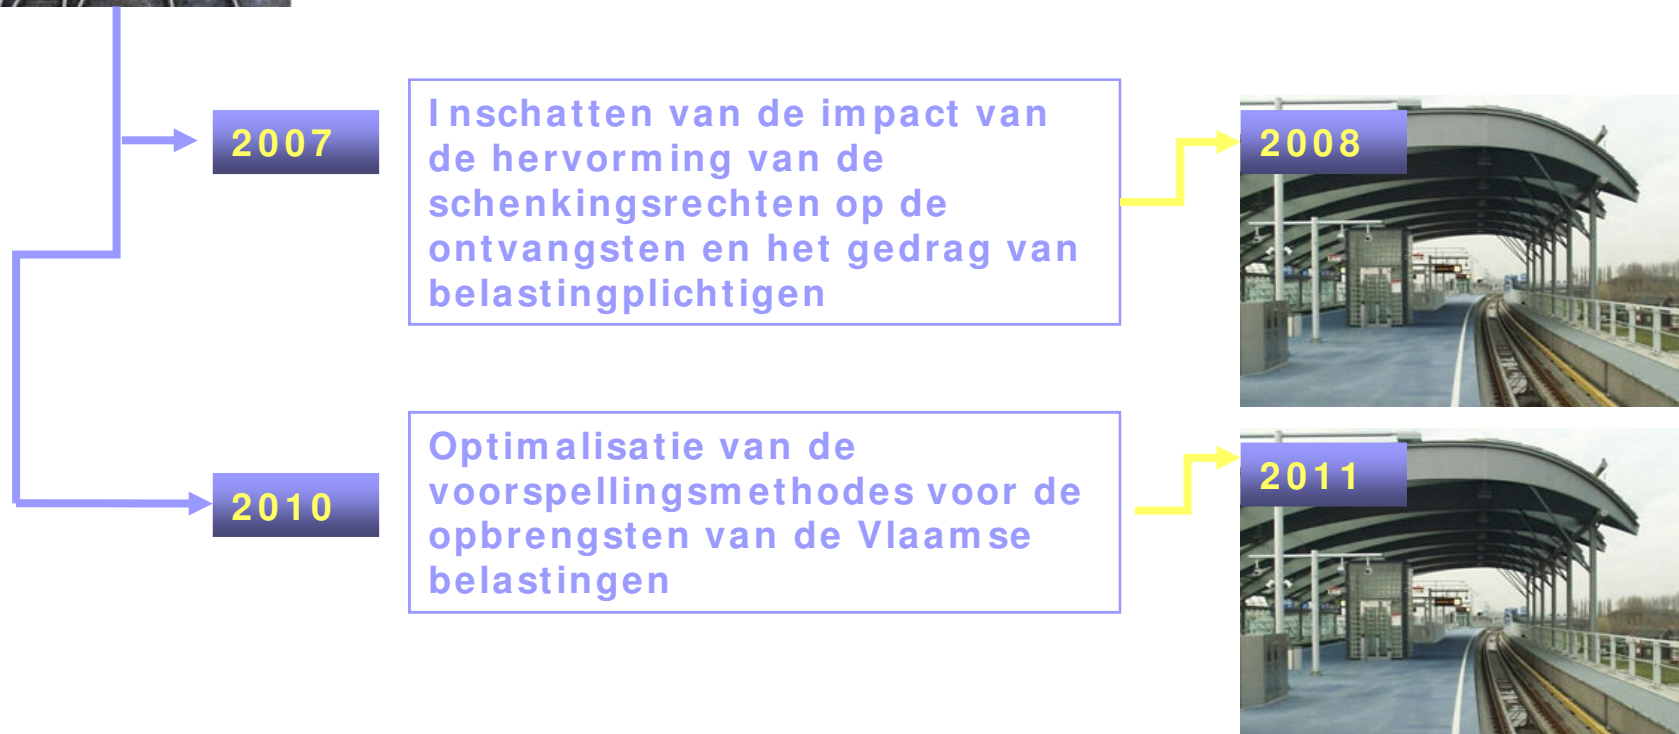 2007
Inschatten van de impact van
de hervorming van de
schenkingsrechten op de
ontvangsten en het gedrag van
belastingplichtigen
2008
2010
Optimalisatie van de
voorspellingsmethodes voor de
opbrengsten van de Vlaamse
belastingen
2011